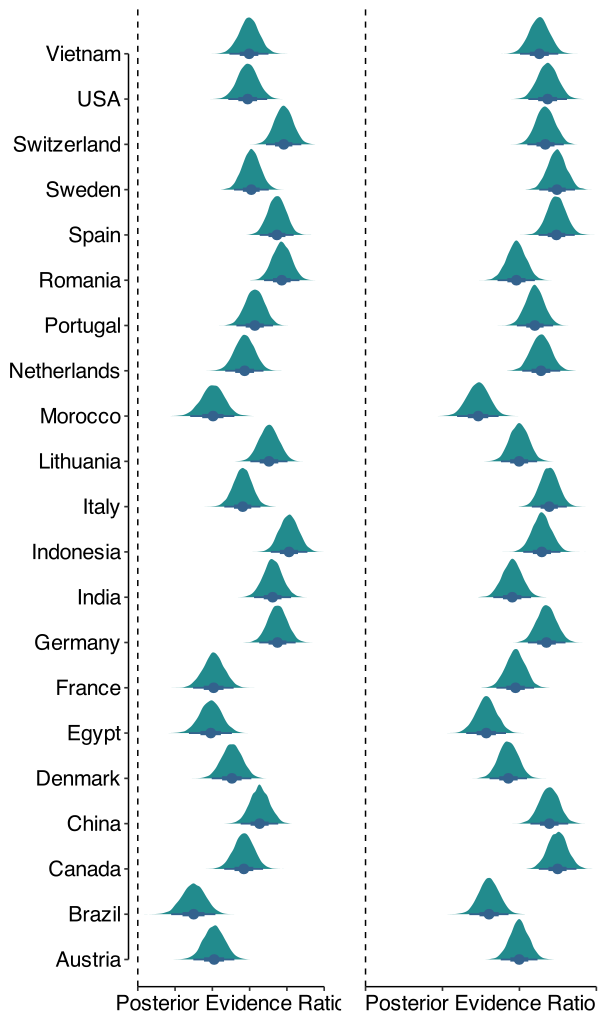 Vietnam
USA
Switzerland
Sweden
Spain
Romania
Portugal
Netherlands
Morocco
Lithuania
Italy
Indonesia
India
Germany
France
Egypt
Denmark
China
Canada
Brazil
Austria
Posterior Evidence Ratio Posterior Evidence Ratio